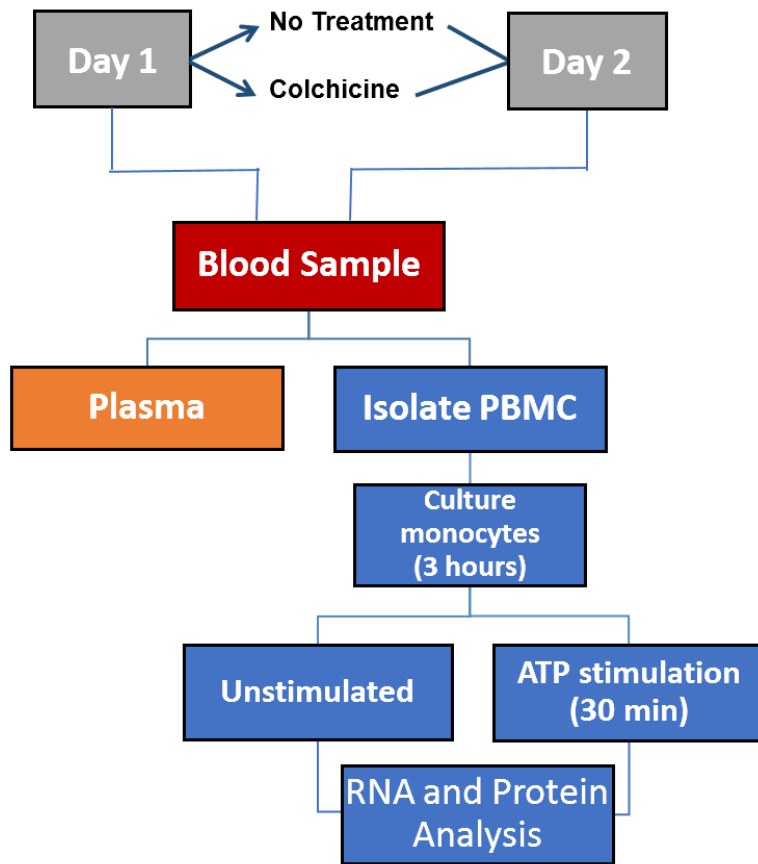 No Treatment
Day 1
Day 2
Colchicine
Blood Sample
Plasma
Isolate PBMC
Culture
monocytes
(3 hours)
Unstimulated
ATP stimulation
(30 min)
RNA and Protein
Analysis